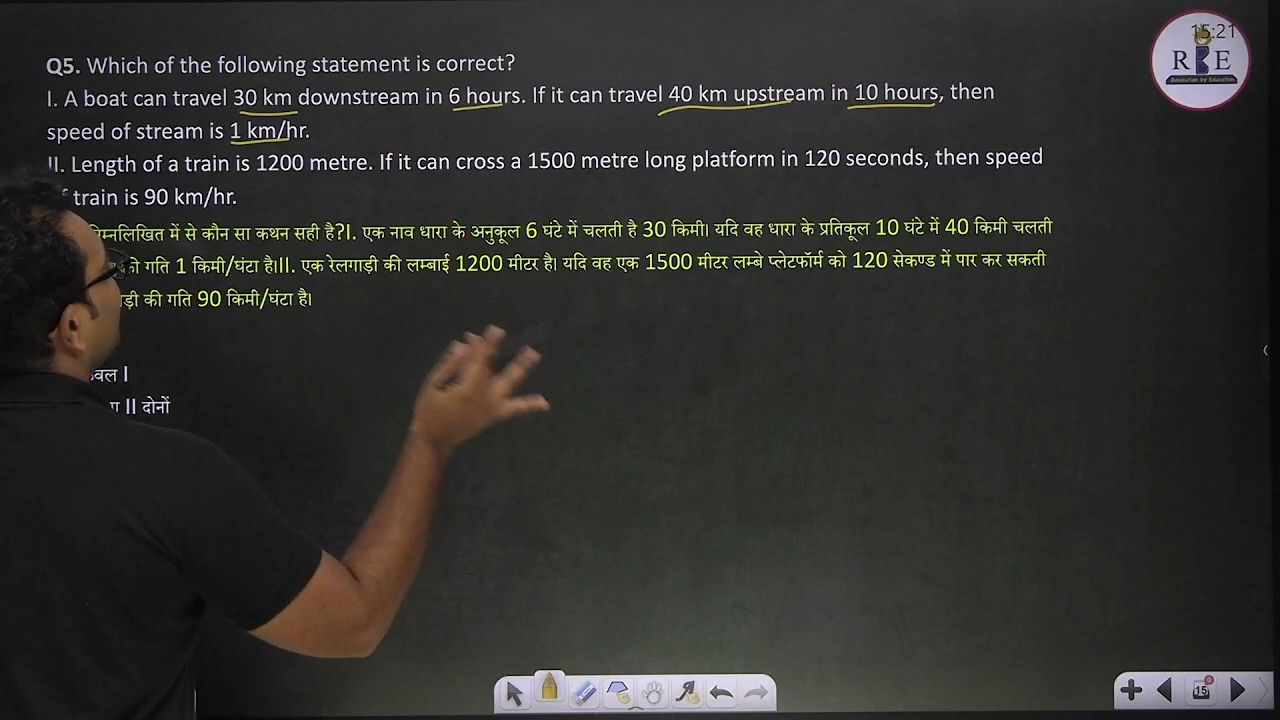 15:21
R E
Revolution by Education
Q5. Which of the following statement is correct?
I. A boat can travel 30 km downstream in 6 hours. If it can travel 40 km upstream in 10 hours, then
speed of stream is 1 km/hr.
II. Length of a train is 1200 metre. If it can cross a 1500 metre long platform in 120 seconds, then speed
train is 90 km/hr.
निम्नलिखित में से कौन सा कथन सही है?I. एक नाव धारा के अनुकूल 6 घंटे में चलती है 30 किमी। यदि वह धारा के प्रतिकूल 10 घंटे में 40 किमी चलती
की गति 1 किमी/घंटा है।II. एक रेलगाड़ी की लम्बाई 1200 मीटर है। यदि वह एक 1500 मीटर लम्बे प्लेटफॉर्म को 120 सेकण्ड में पार कर सकती
की गति 90 किमी/घंटा है।
I
II दोनों
15